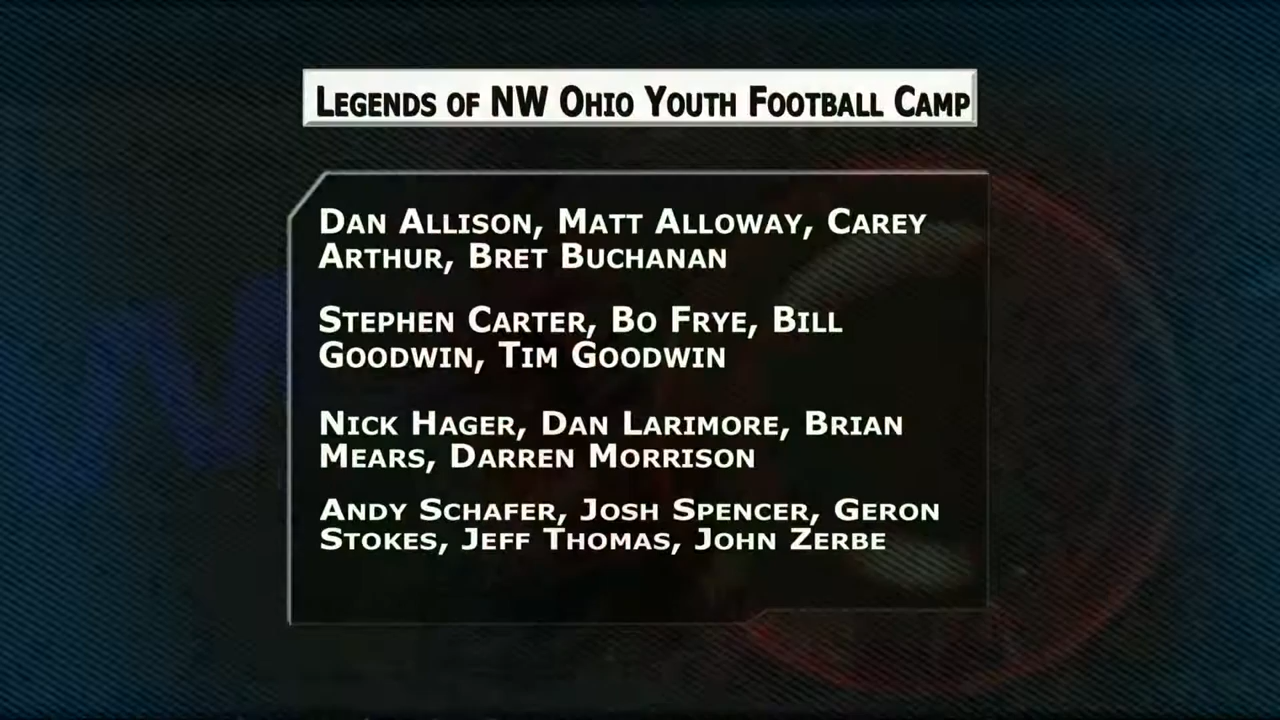 Legends of NW Ohio Youth Football Camp
Dan Allison, Matt Alloway, Carey
Arthur, Bret Buchanan
Stephen Carter, Bo Frye, Bill
Goodwin, Tim Goodwin
Nick Hager, Dan Larimore, Brian
Mears, Darren Morrison
Andy Schafer, Josh Spencer, Geron
Stokes, Jeff Thomas, John Zerbe